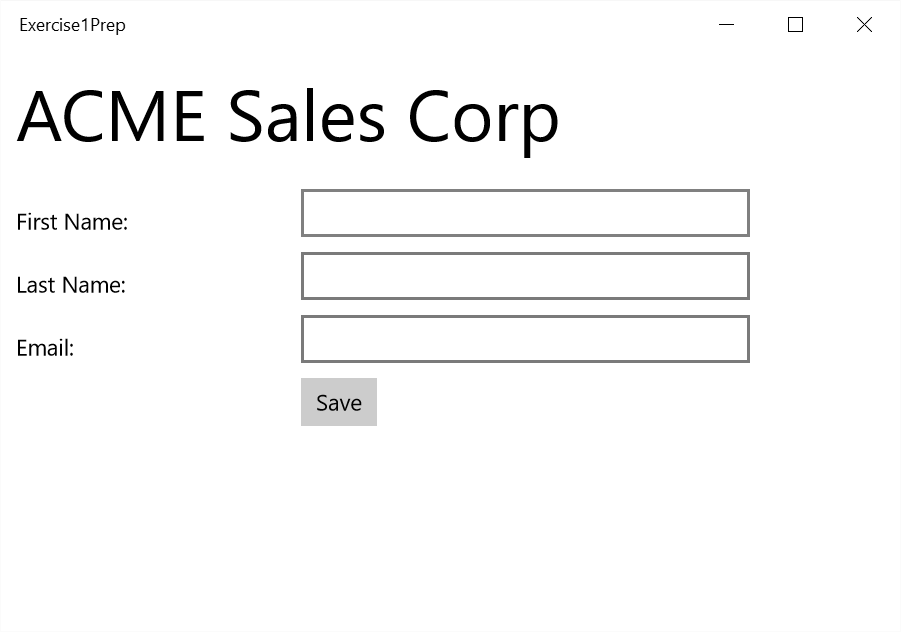 Exercise1Prep
ACME Sales Corp
First Name:
Last Name:
Email:
Save